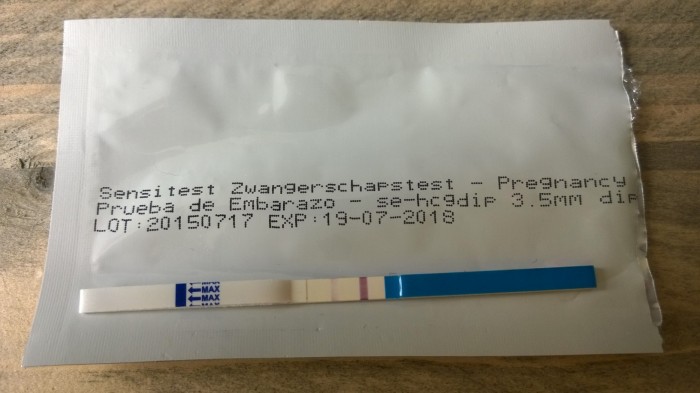 Sensitest Zwangerschapstest - Pregnancy
Prueba de Embarazo - se-hcgdip 3.5mm dip
LOT:20150717 EXP:19-07-2018
MAX
MAX
MAX